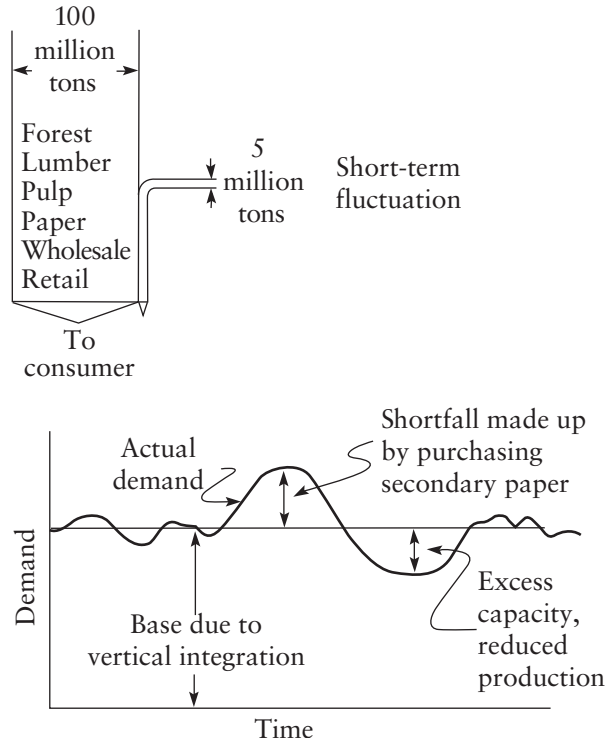 100
million
tons
Forest
Lumber
Pulp
Paper
Wholesale
Retail
To
consumer
5
million
tons
Short-term
fluctuation
Demand
Actual
demand
Shortfall made up
by purchasing
secondary paper
Base due to
vertical integration
Excess
capacity,
reduced
production
Time